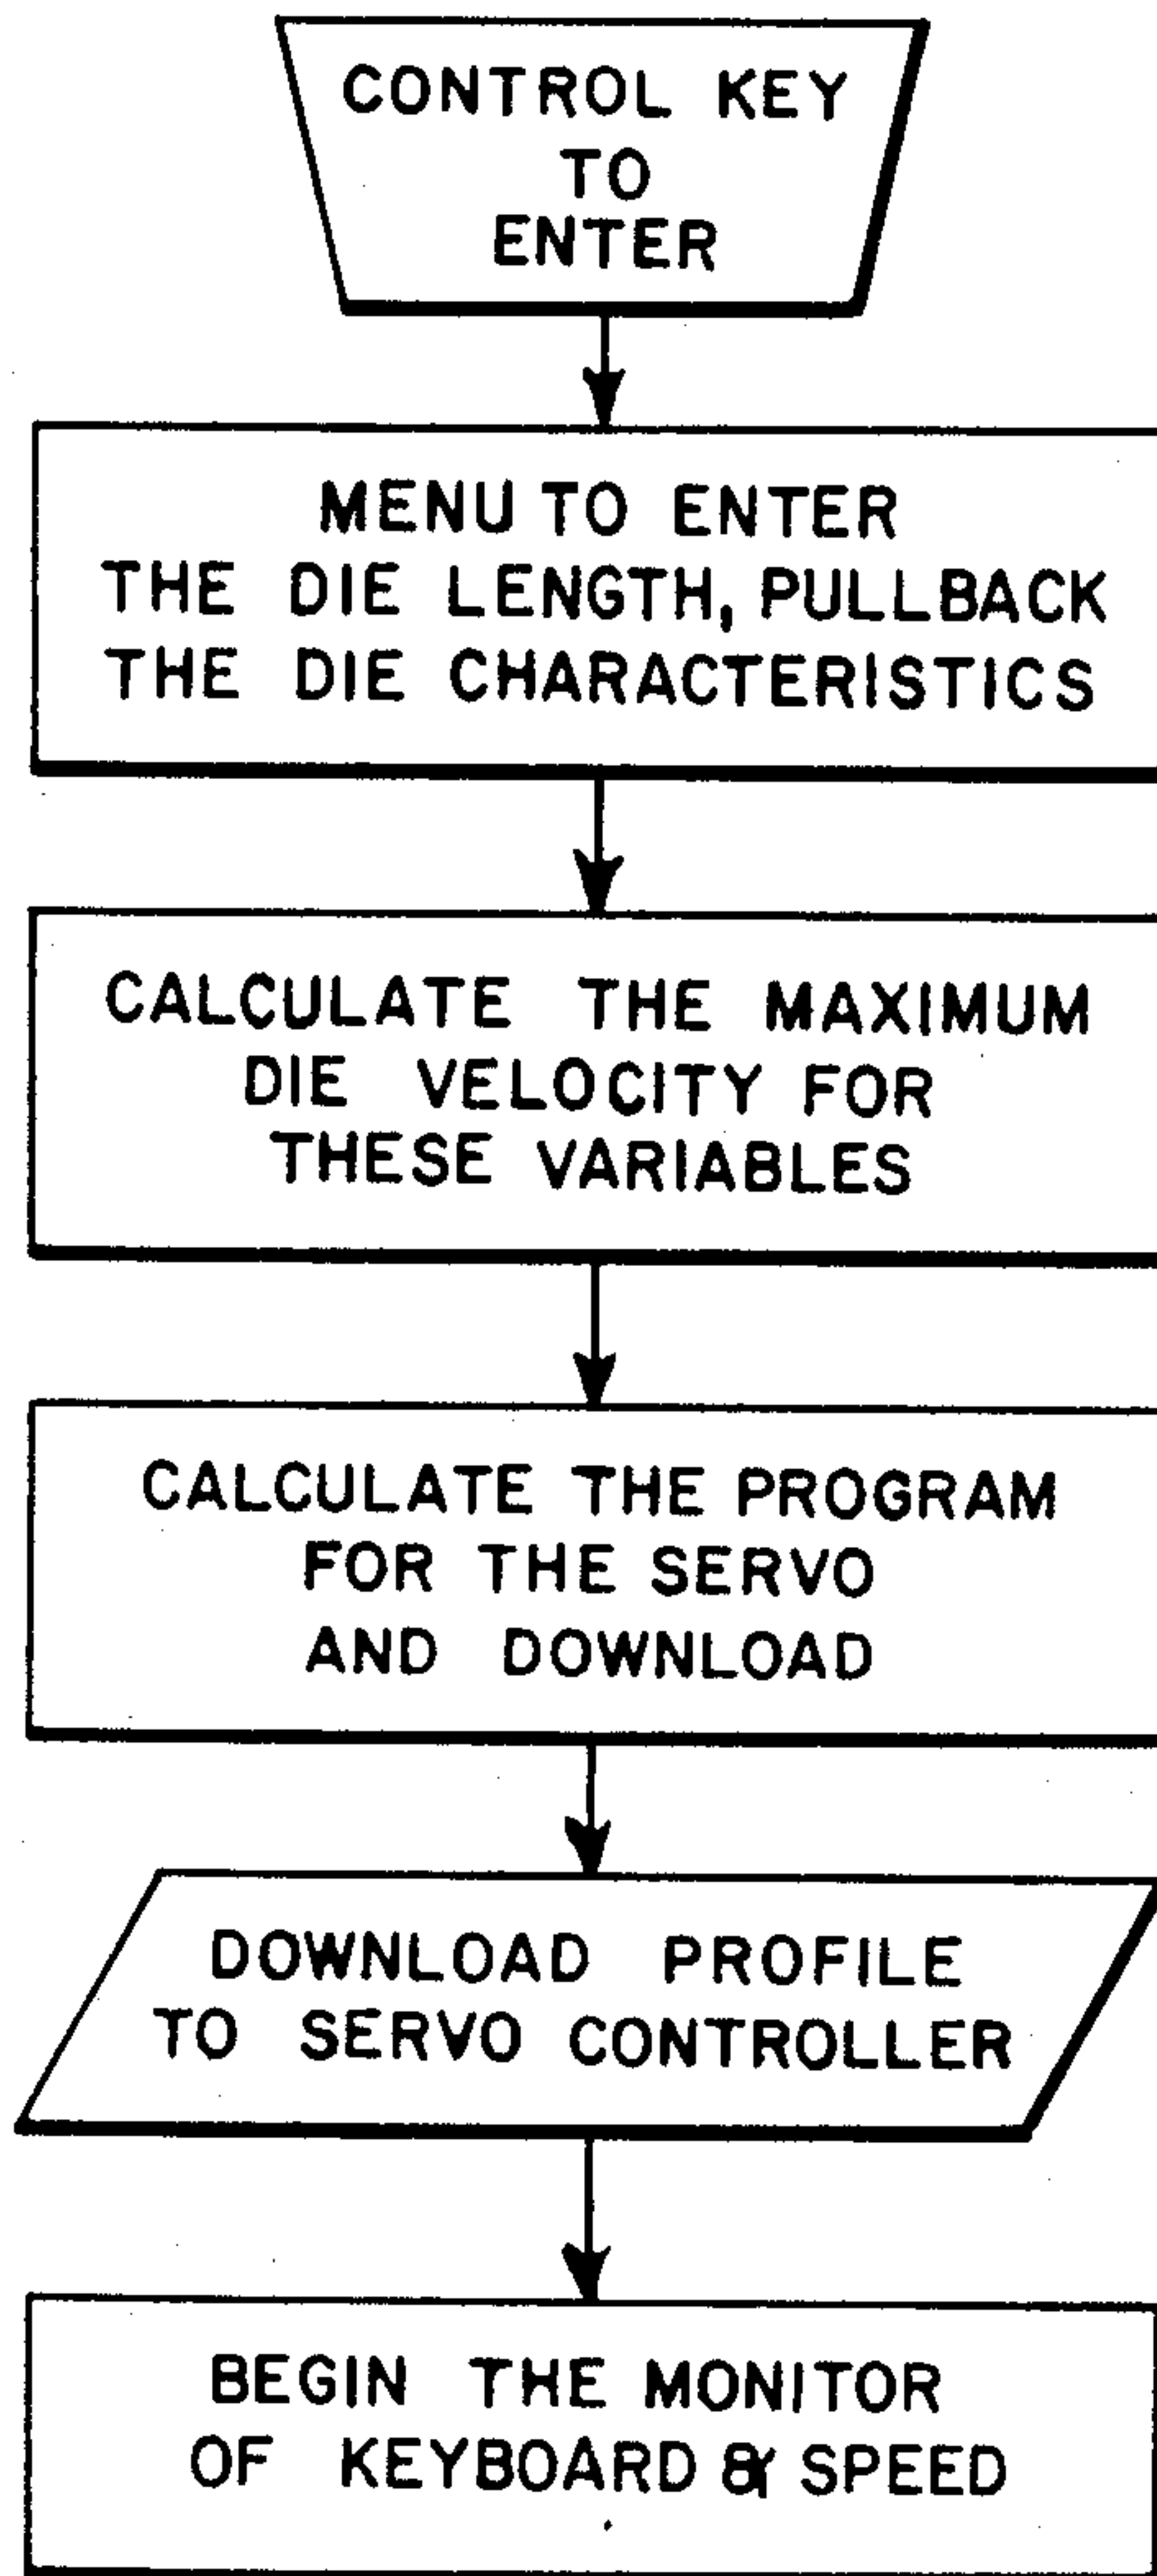 CONTROL KEY
TO
ENTER
MENU TO ENTER
THE DIE LENGTH, PULLBACK
THE DIE CHARACTERISTICS
CALCULATE THE MAXIMUM
DIE VELOCITY FOR
THESE VARIABLES
CALCULATE THE PROGRAM
FOR THE SERVO
AND DOWNLOAD
DOWNLOAD PROFILE
TO SERVO CONTROLLER
BEGIN THE MONITOR
OF KEYBOARD & SPEED